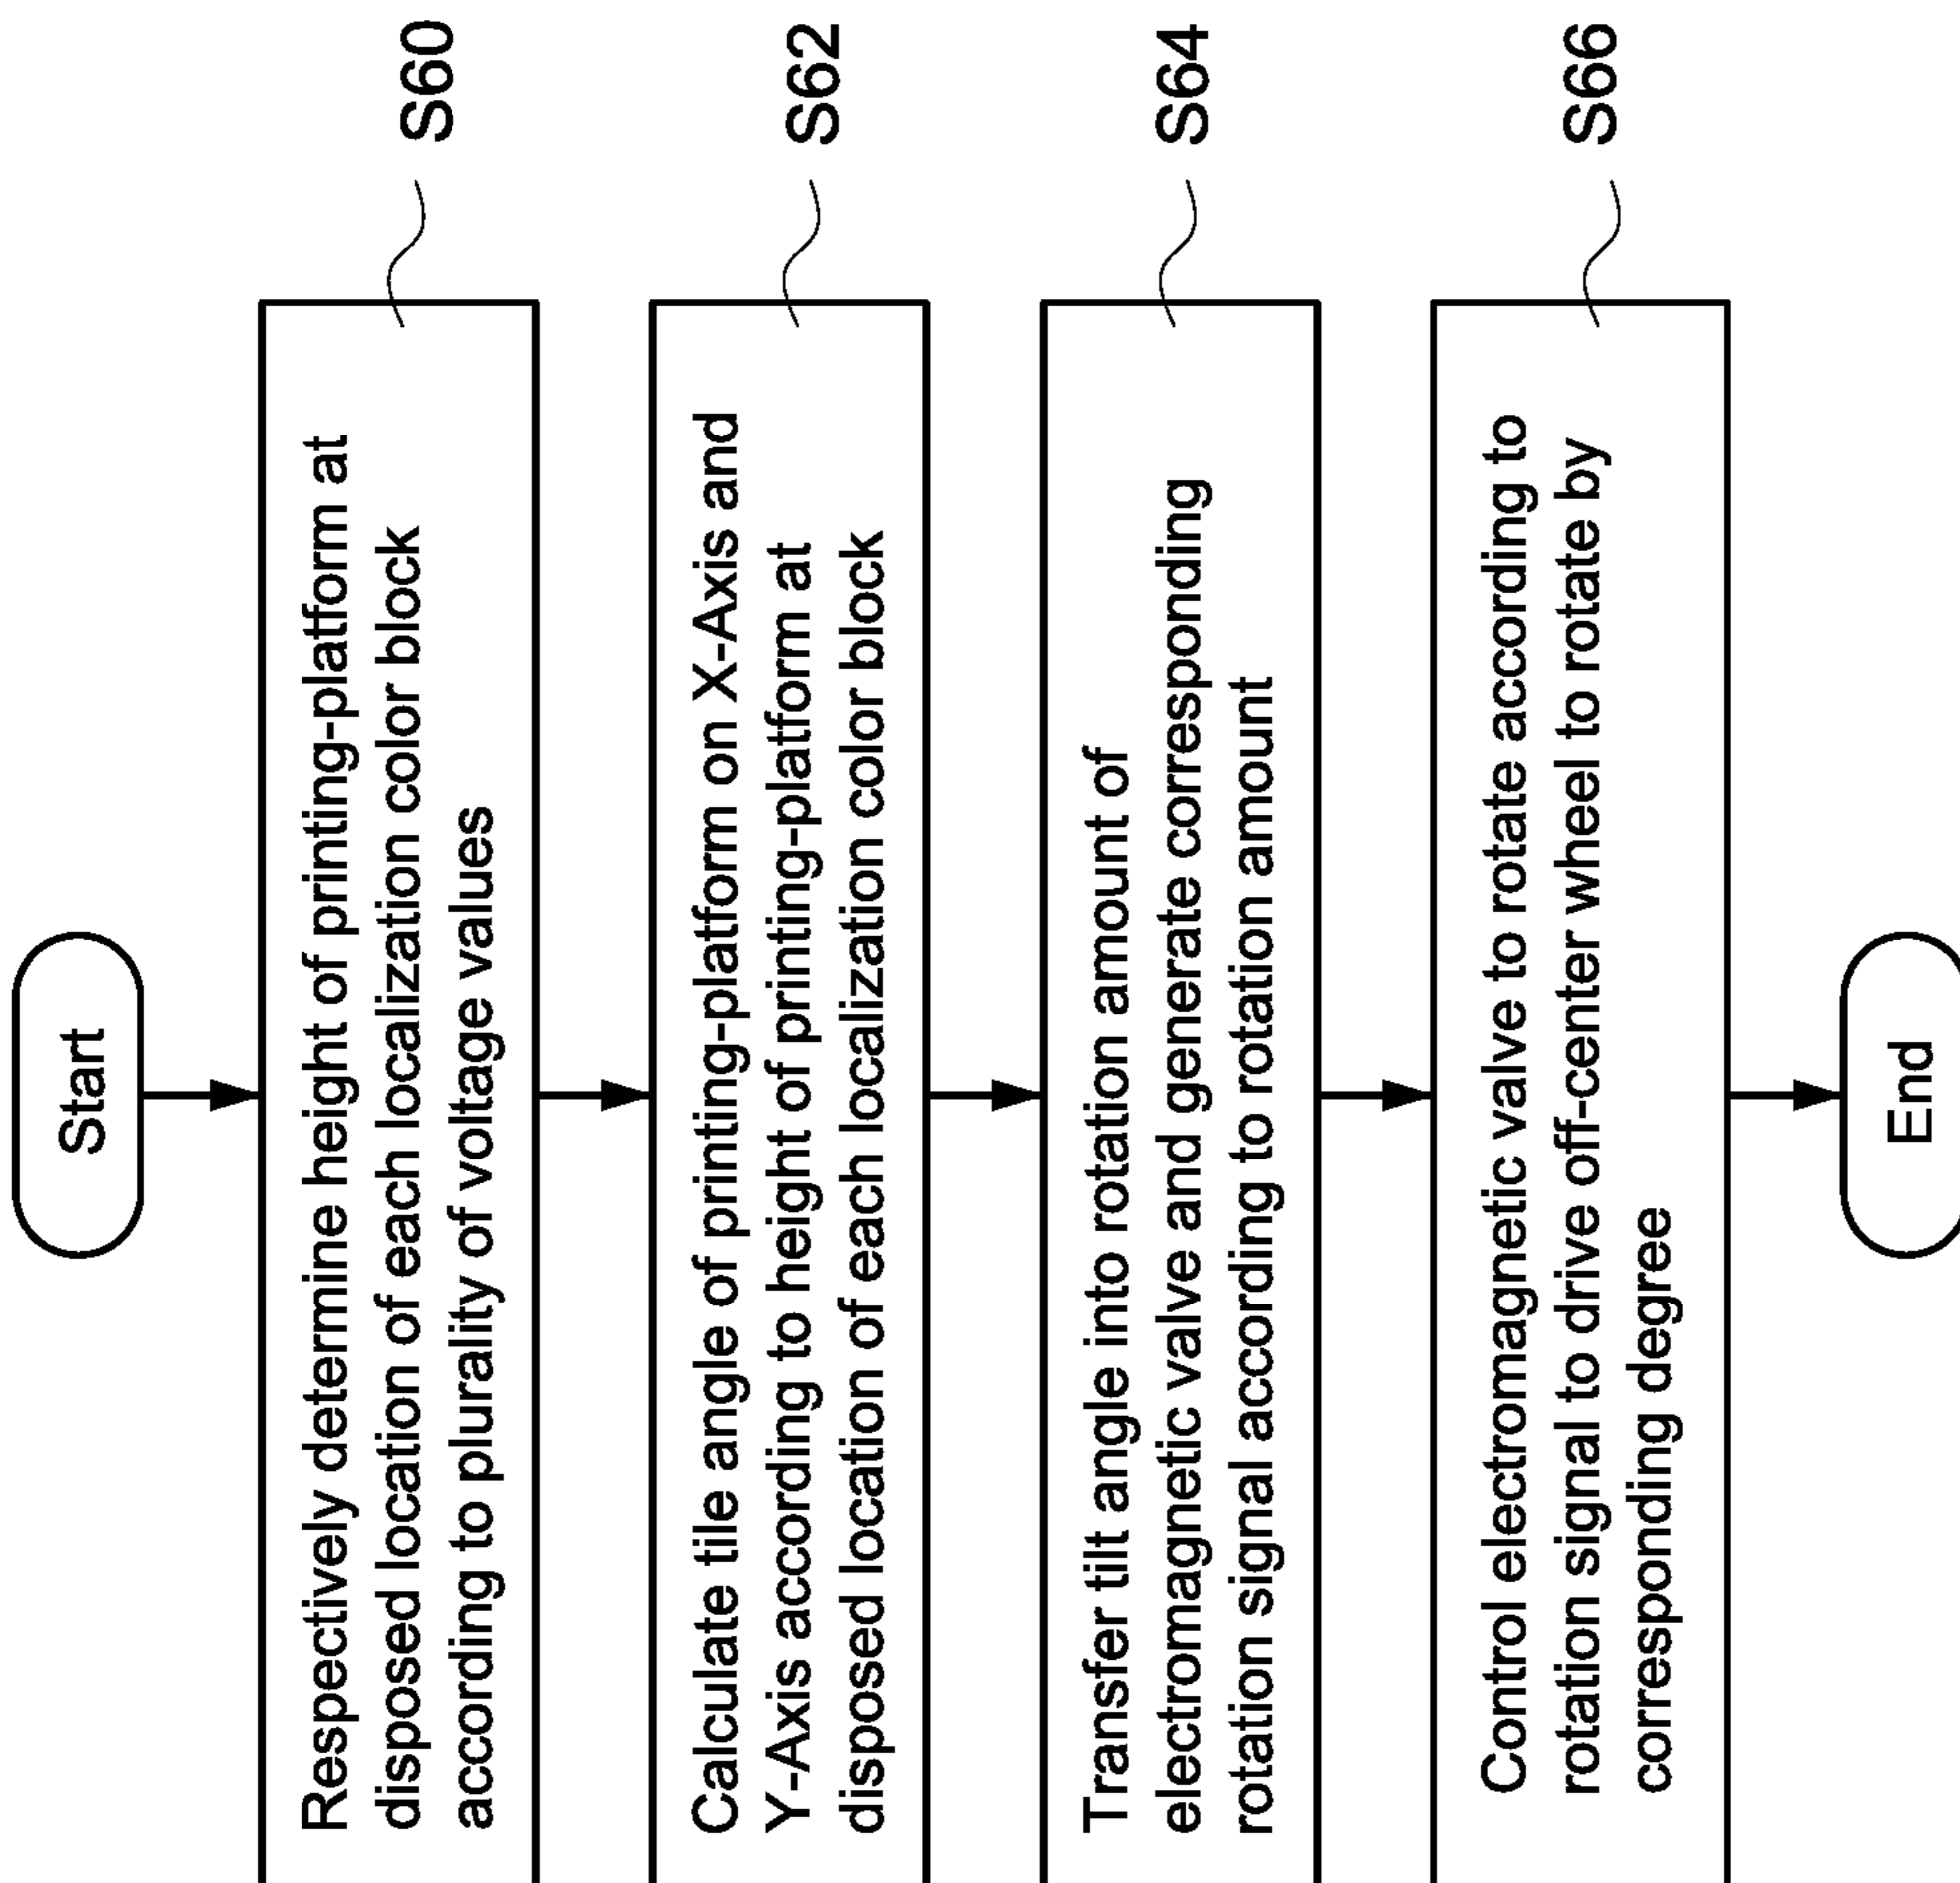 Start
Respectively determine height of printing-platform at
disposed location of each localization color block
according to plurality of voltage values
S60
Calculate tile angle of printing-platform on X-Axis and
Y-Axis according to height of printing-platform at
disposed location of each localization color block
S62
Transfer tilt angle into rotation amount of
electromagnetic valve and generate corresponding
rotation signal according to rotation amount
S64
Control electromagnetic valve to rotate according to
rotation signal to drive off-center wheel to rotate by
corresponding degree
S66
End